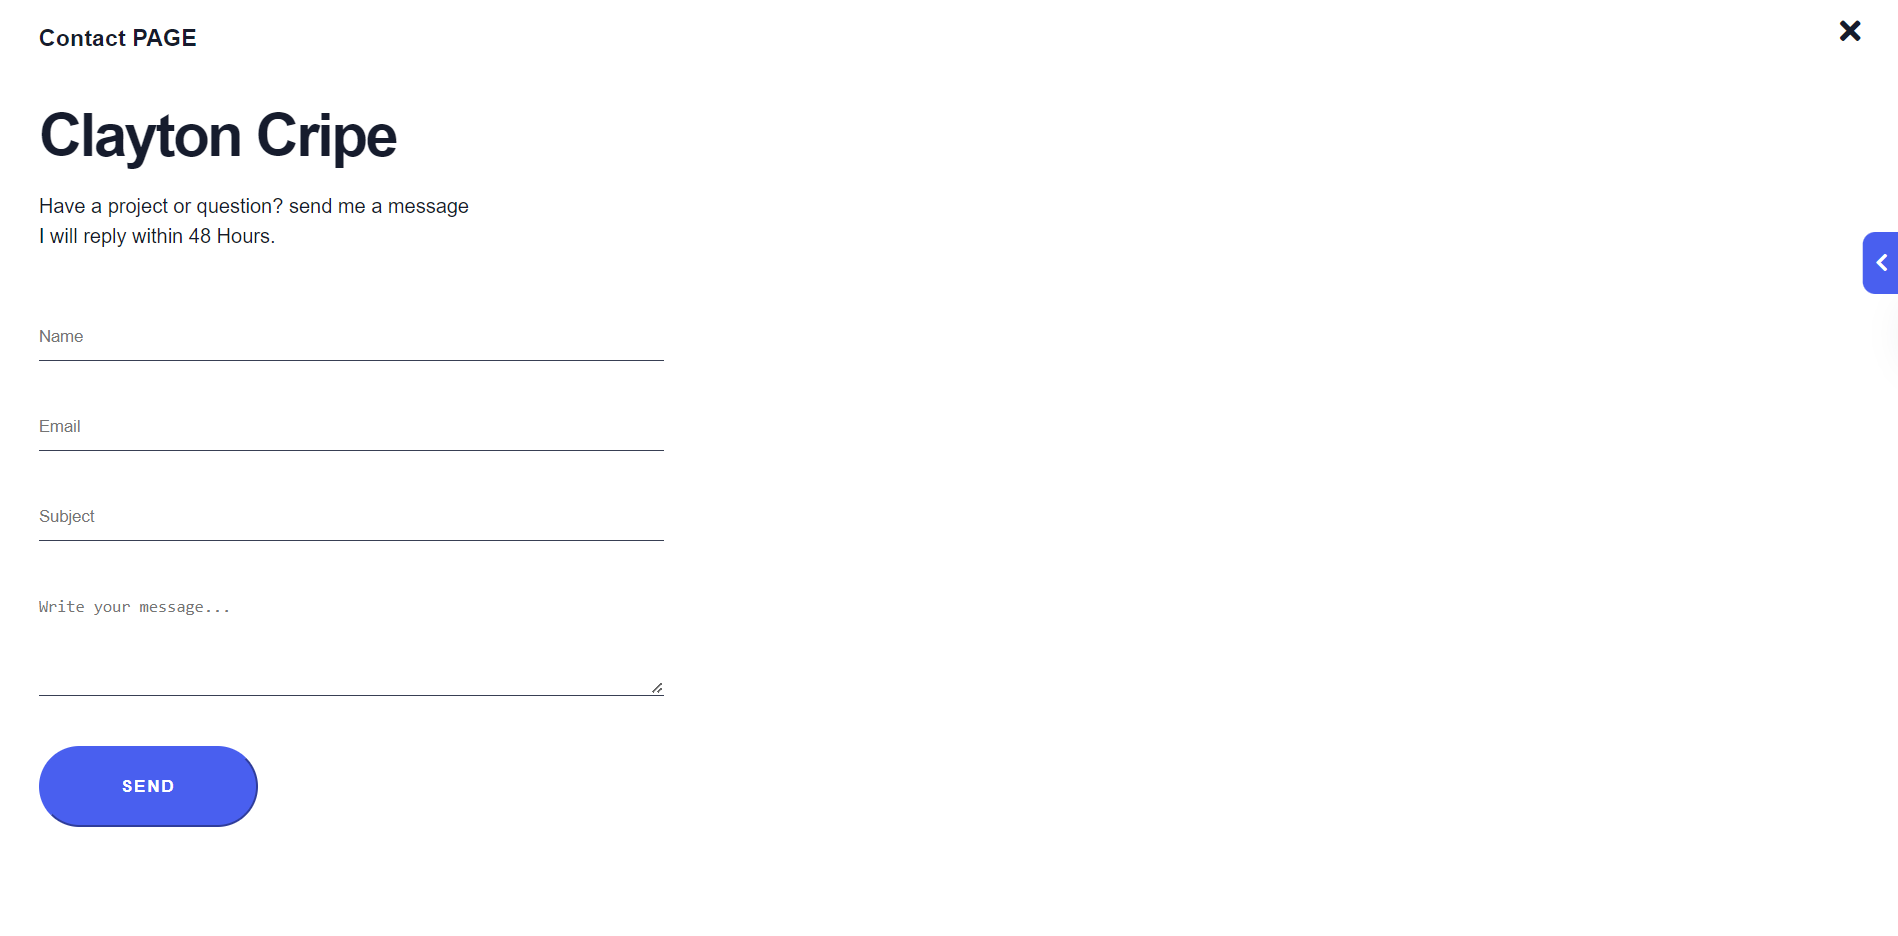 Contact PAGE
Clayton Cripe
Have a project or question? send me a message
I will reply within 48 Hours.
Name
Email
Subject
Write your message...
SEND